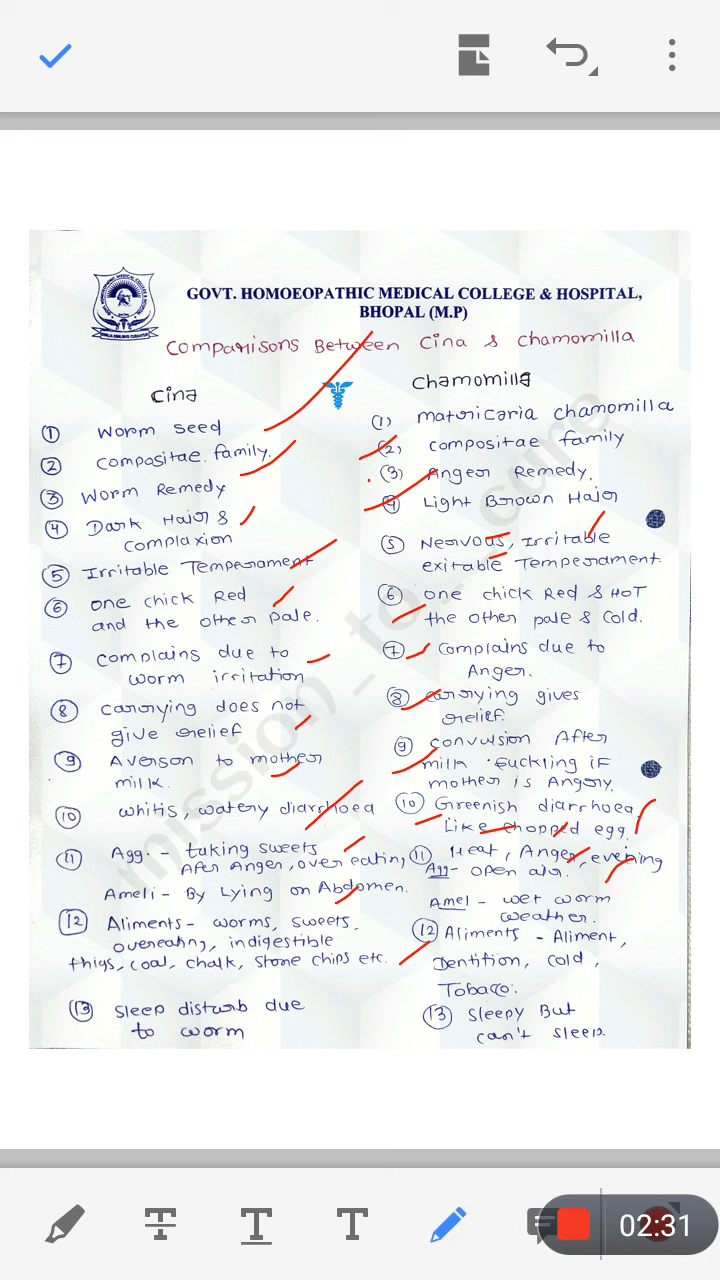 GOVT. HOMOEOPATHIC MEDICAL COLLEGE & HOSPITAL,
BHOPAL (M.P)
Comparisons Between Cina & Chamomilla
Cina
① Worm seed
② Compositae family.
③ Worm Remedy
④ Dark Hair &
complaxion
⑤ Irritable Temperament
⑥ one chick Red
and the other pale.
⑦ complains due to
worm irritation
⑧ carrying does not
give relief
⑨ Averson to mother
milk.
⑩ whitis, watery diarrhoea
⑪ Agg. - taking sweets
After Anger, over eating
Ameli - By Lying on Abdomen.
⑫ Aliments - worms, sweets,
overeating, indigestible
thigs, coal, chalk, stone chips etc.
⑬ sleep disturb due
to worm
Chamomilla
(1) matricaria chamomilla
(2) compositae family
(3) Anger Remedy.
④ Light Brown Hair
⑤ Nervous, Irritable
exitable Temperament.
⑥ one chick Red & HOT
the other pale & cold.
⑦ complains due to
Anger.
⑧ carrying gives
relief.
⑨ convulsion After
milk suckling if
mother is Angery.
⑩ Greenish diarrhoea
Like chopped egg.
⑪ Heat, Anger, evening
Agg- open air.
Amel - wet worm
weather.
⑫ Aliments - Aliment,
Dentition, cold,
Tobacco.
⑬ sleepy But
can't sleep.
mission_to_cure
T T T
02:31